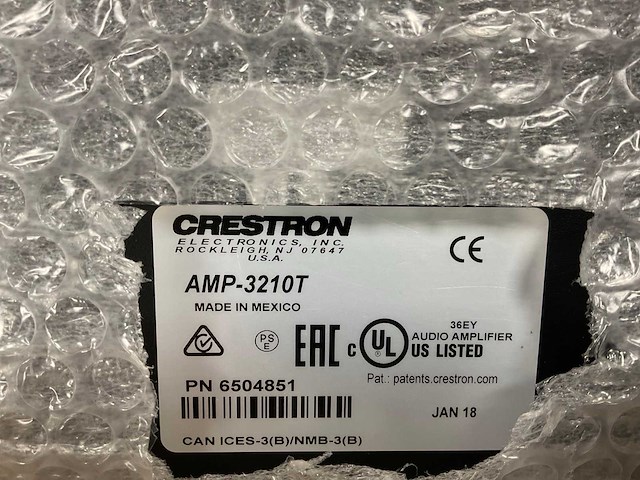 CRESTRON
ELECTRONICS, INC.
ROCKLEIGH, NJ 07647
U.S.A.
CE
AMP-3210T
MADE IN MEXICO
PS
E
EAC
C UL US LISTED
36EY
AUDIO AMPLIFIER
Pat.: patents.crestron.com
PN 6504851
JAN 18
CAN ICES-3(B)/NMB-3(B)